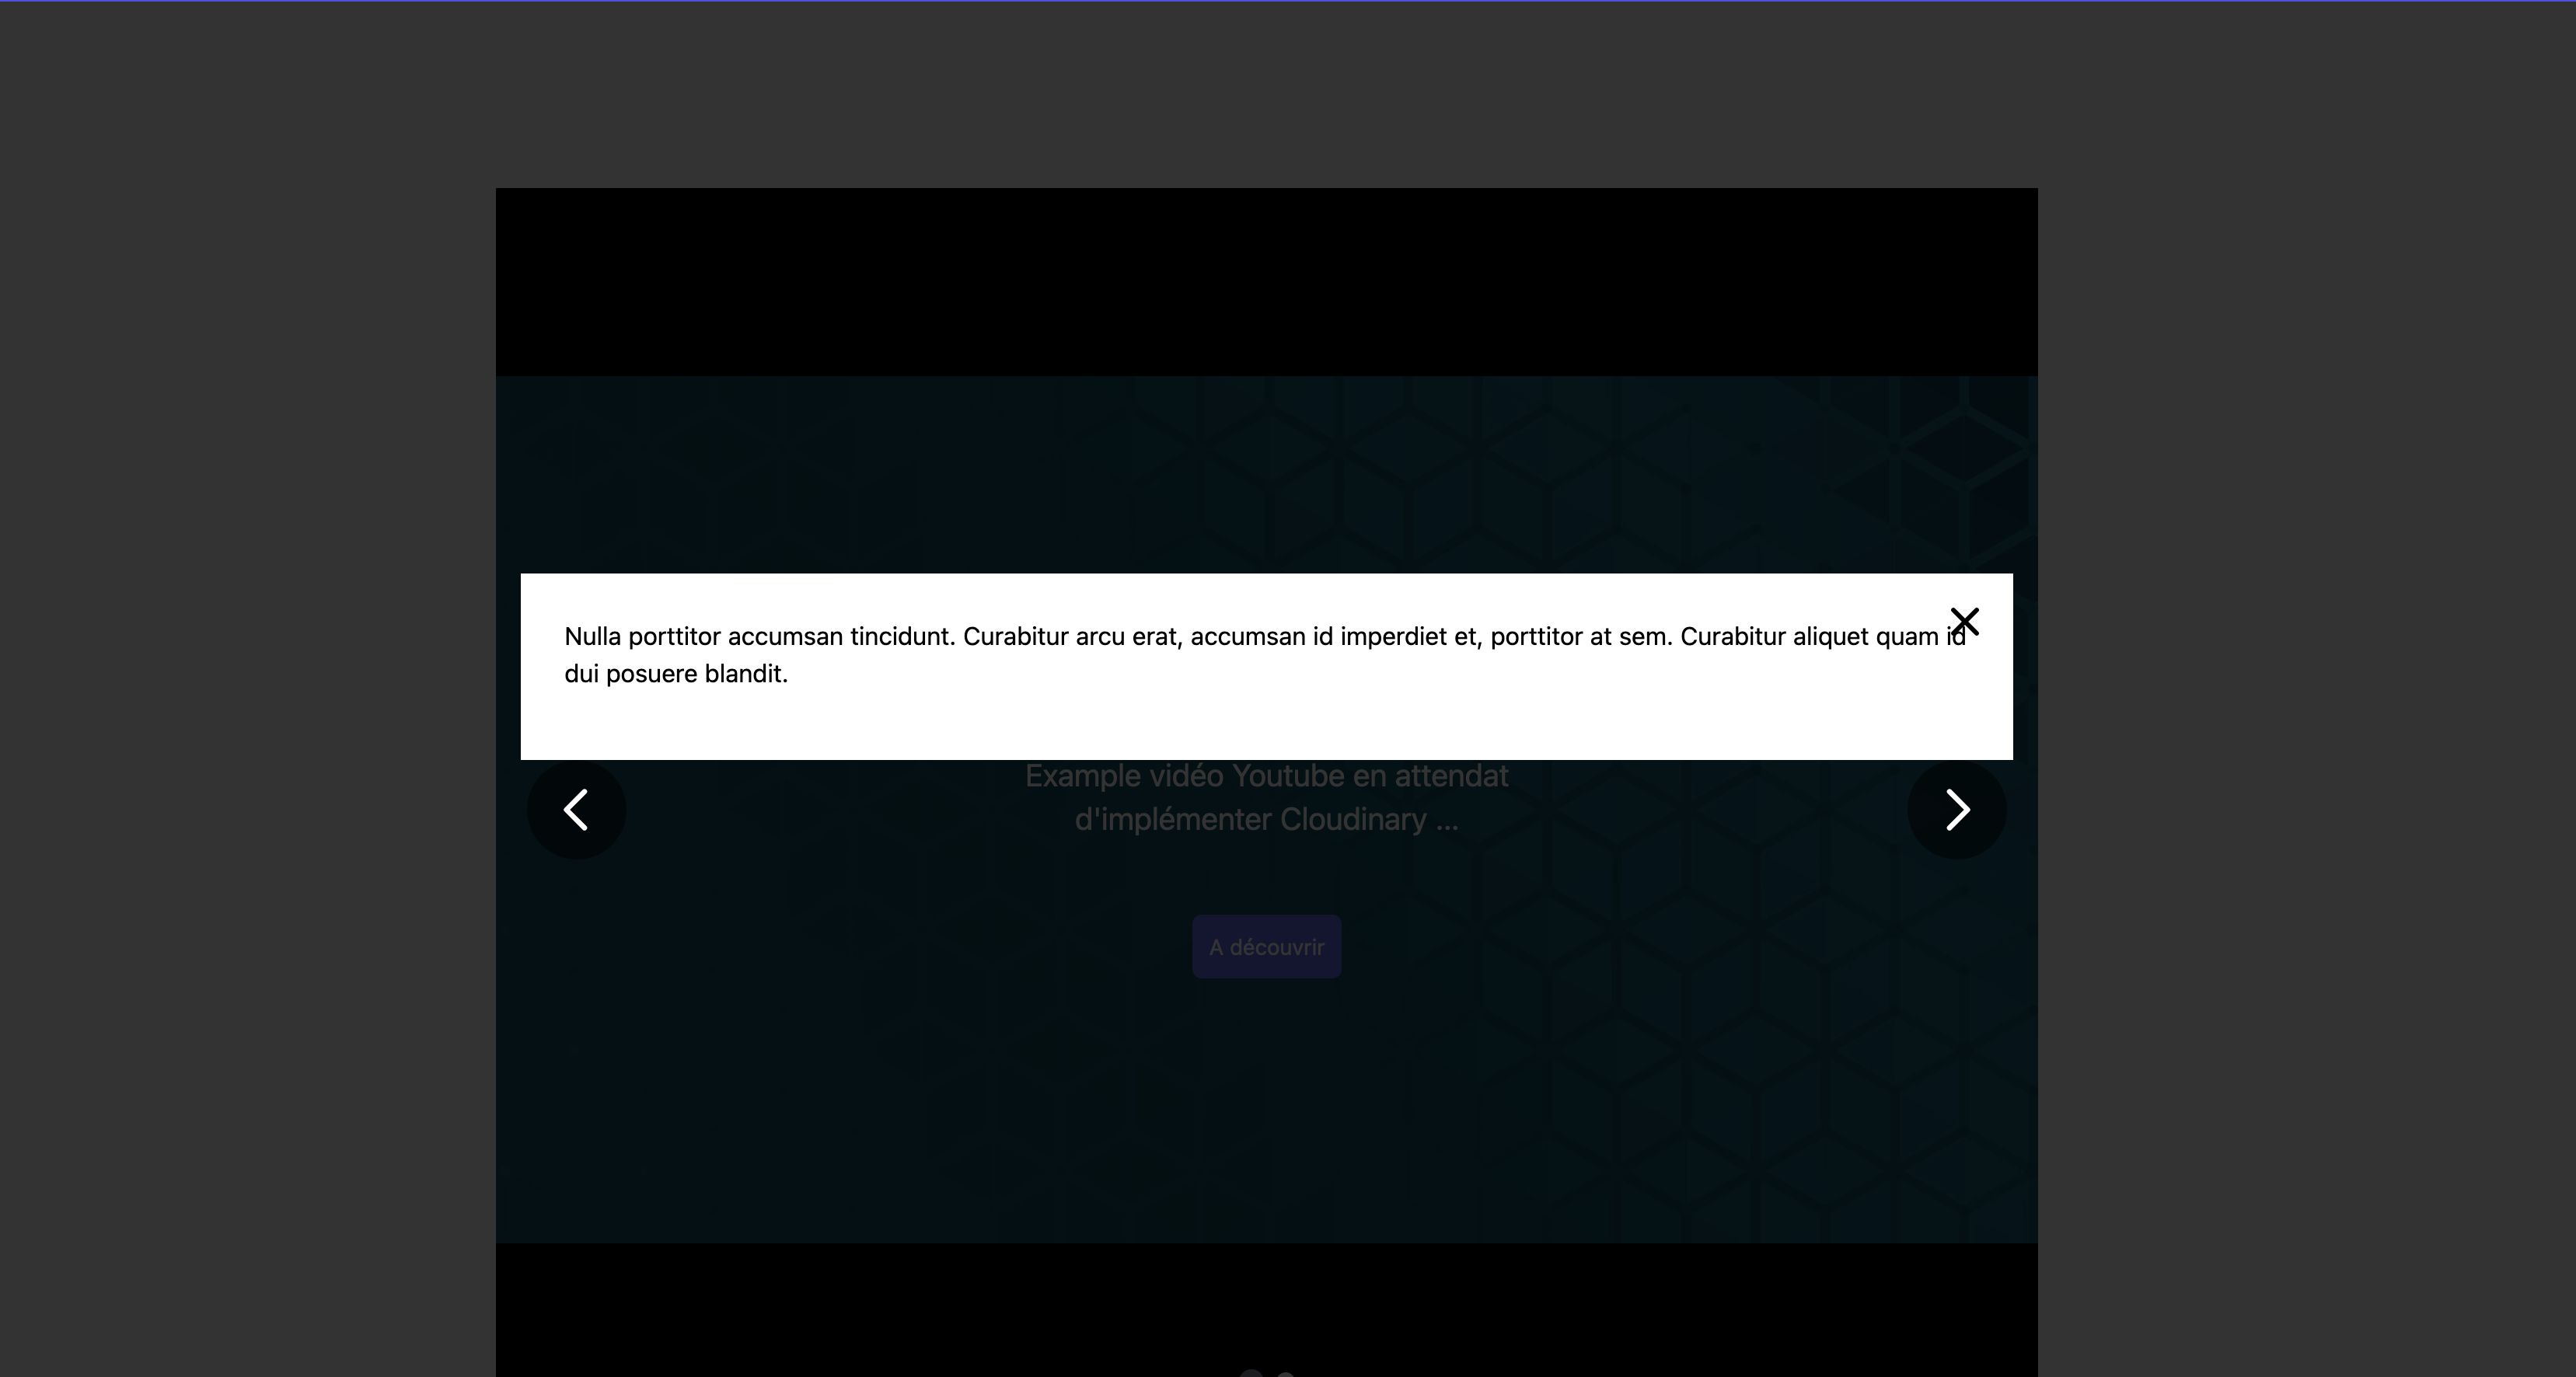 Nulla porttitor accumsan tincidunt. Curabitur arcu erat, accumsan id imperdiet et, porttitor at sem. Curabitur aliquet quam id
dui posuere blandit.
Example vidéo Youtube en attendat
d'implémenter Cloudinary ...
A découvrir